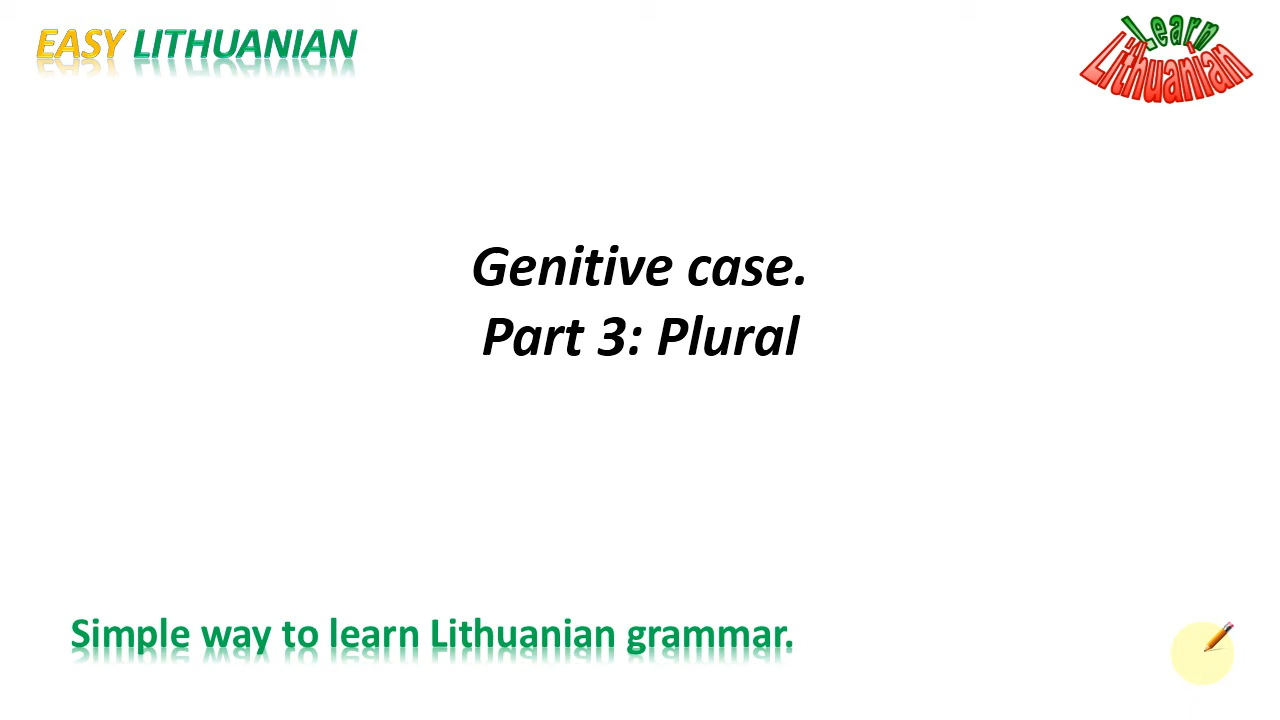 EASY LITHUANIAN
Learn
Lithuanian
Genitive case.
Part 3: Plural
Simple way to learn Lithuanian grammar.